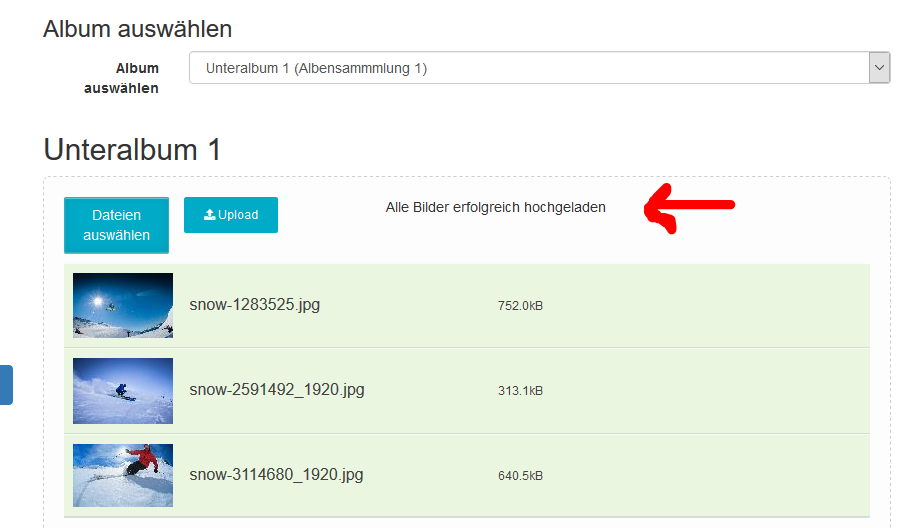 Album auswählen
Album
auswählen
Unteralbum 1 (Albensammmlung 1)
Unteralbum 1
Dateien
auswählen
Upload
Alle Bilder erfolgreich hochgeladen
snow-1283525.jpg
752.0kB
snow-2591492_1920.jpg
313.1kB
snow-3114680_1920.jpg
640.5kB